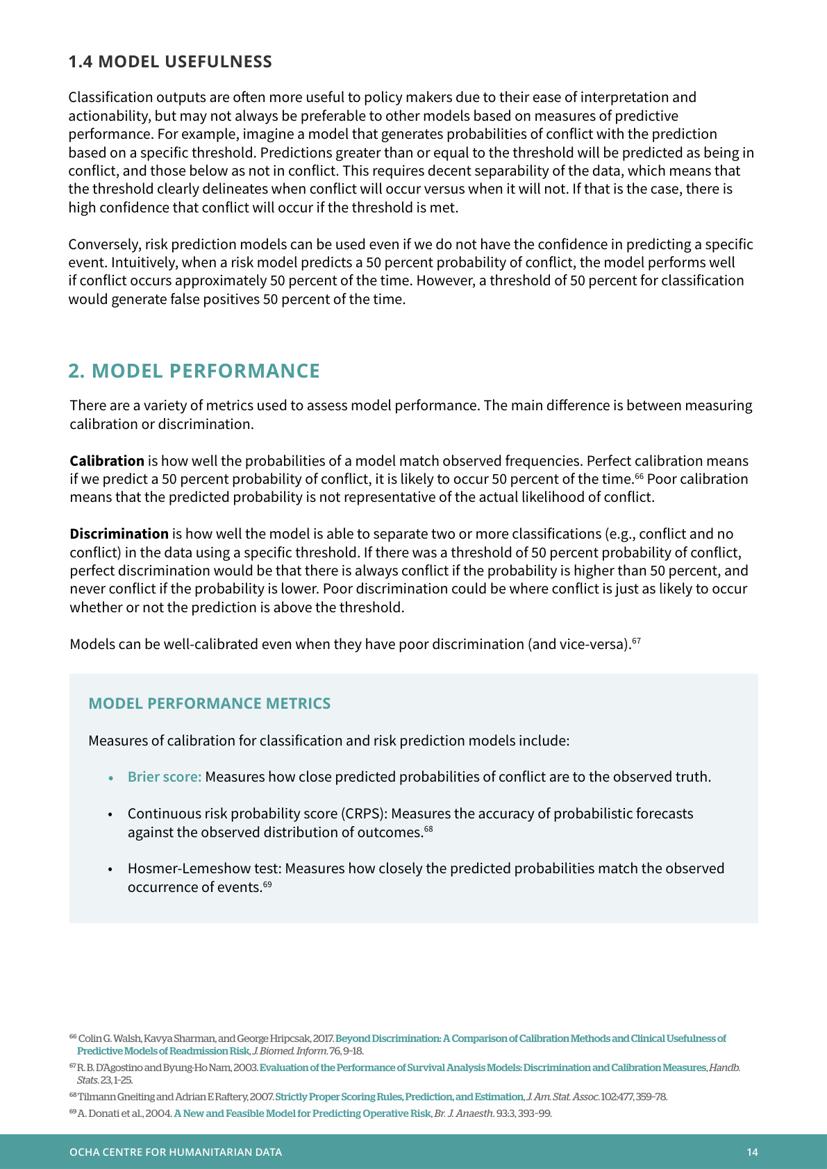 1.4 MODEL USEFULNESS
Classification outputs are often more useful to policy makers due to their ease of interpretation and
actionability, but may not always be preferable to other models based on measures of predictive
performance. For example, imagine a model that generates probabilities of conflict with the prediction
based on a specific threshold. Predictions greater than or equal to the threshold will be predicted as being in
conflict, and those below as not in conflict. This requires decent separability of the data, which means that
the threshold clearly delineates when conflict will occur versus when it will not. If that is the case, there is
high confidence that conflict will occur if the threshold is met.
Conversely, risk prediction models can be used even if we do not have the confidence in predicting a specific
event. Intuitively, when a risk model predicts a 50 percent probability of conflict, the model performs well
if conflict occurs approximately 50 percent of the time. However, a threshold of 50 percent for classification
would generate false positives 50 percent of the time.
2. MODEL PERFORMANCE
There are a variety of metrics used to assess model performance. The main difference is between measuring
calibration or discrimination.
Calibration is how well the probabilities of a model match observed frequencies. Perfect calibration means
if we predict a 50 percent probability of conflict, it is likely to occur 50 percent of the time.66 Poor calibration
means that the predicted probability is not representative of the actual likelihood of conflict.
Discrimination is how well the model is able to separate two or more classifications (e.g., conflict and no
conflict) in the data using a specific threshold. If there was a threshold of 50 percent probability of conflict,
perfect discrimination would be that there is always conflict if the probability is higher than 50 percent, and
never conflict if the probability is lower. Poor discrimination could be where conflict is just as likely to occur
whether or not the prediction is above the threshold.
Models can be well-calibrated even when they have poor discrimination (and vice-versa).67
MODEL PERFORMANCE METRICS
Measures of calibration for classification and risk prediction models include:
• Brier score: Measures how close predicted probabilities of conflict are to the observed truth.
• Continuous risk probability score (CRPS): Measures the accuracy of probabilistic forecasts
against the observed distribution of outcomes.68
• Hosmer-Lemeshow test: Measures how closely the predicted probabilities match the observed
occurrence of events.69
66 Colin G. Walsh, Kavya Sharman, and George Hripcsak, 2017. Beyond Discrimination: A Comparison of Calibration Methods and Clinical Usefulness of
Predictive Models of Readmission Risk, J. Biomed. Inform. 76, 9–18.
67 R. B. D'Agostino and Byung-Ho Nam, 2003. Evaluation of the Performance of Survival Analysis Models: Discrimination and Calibration Measures, Handb.
Stats. 23, 1–25.
68 Tilmann Gneiting and Adrian E Raftery, 2007. Strictly Proper Scoring Rules, Prediction, and Estimation, J. Am. Stat. Assoc. 102:477, 359–78.
69 A. Donati et al., 2004. A New and Feasible Model for Predicting Operative Risk, Br. J. Anaesth. 93:3, 393–99.
OCHA CENTRE FOR HUMANITARIAN DATA 14